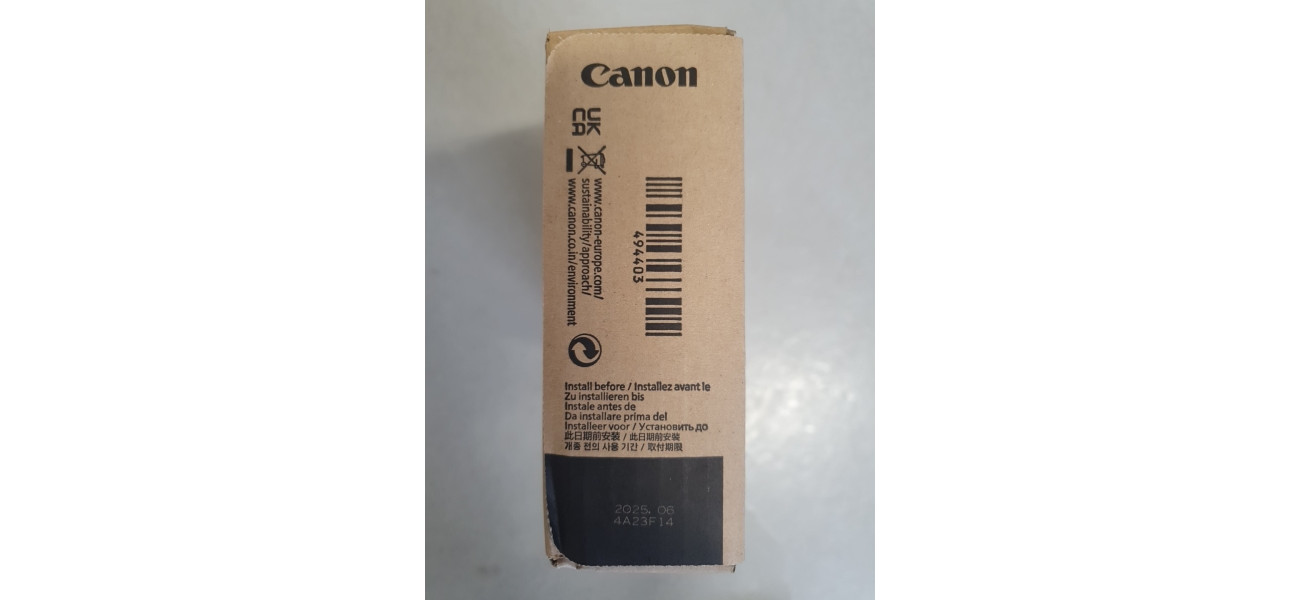 Canon
UK
CA
www.canon-europe.com/
sustainability/approach/
www.canon.co.in/environment
494403
Install before / Installez avant le
Zu installieren bis
Instale antes de
Da installare prima del
Installeer voor / Установить до
此日期前安裝 / 此日期前安裝
개충 전의 사용 기간 / 取付期限
2025. 06
4A23F14